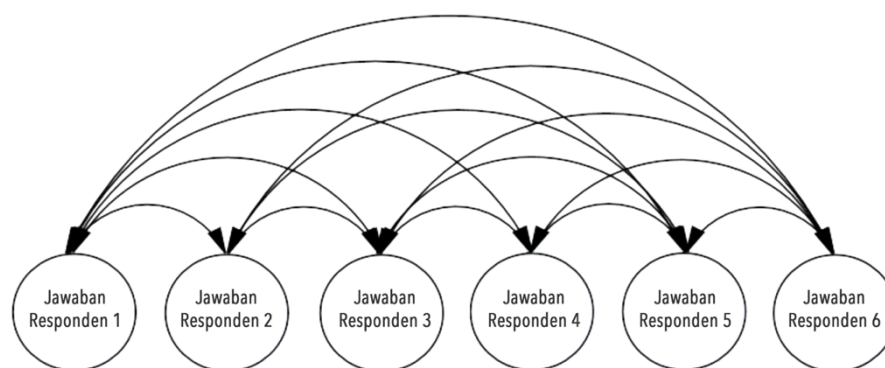 Jawaban
Responden 1
Jawaban
Responden 2
Jawaban
Responden 3
Jawaban
Responden 4
Jawaban
Responden 5
Jawaban
Responden 6